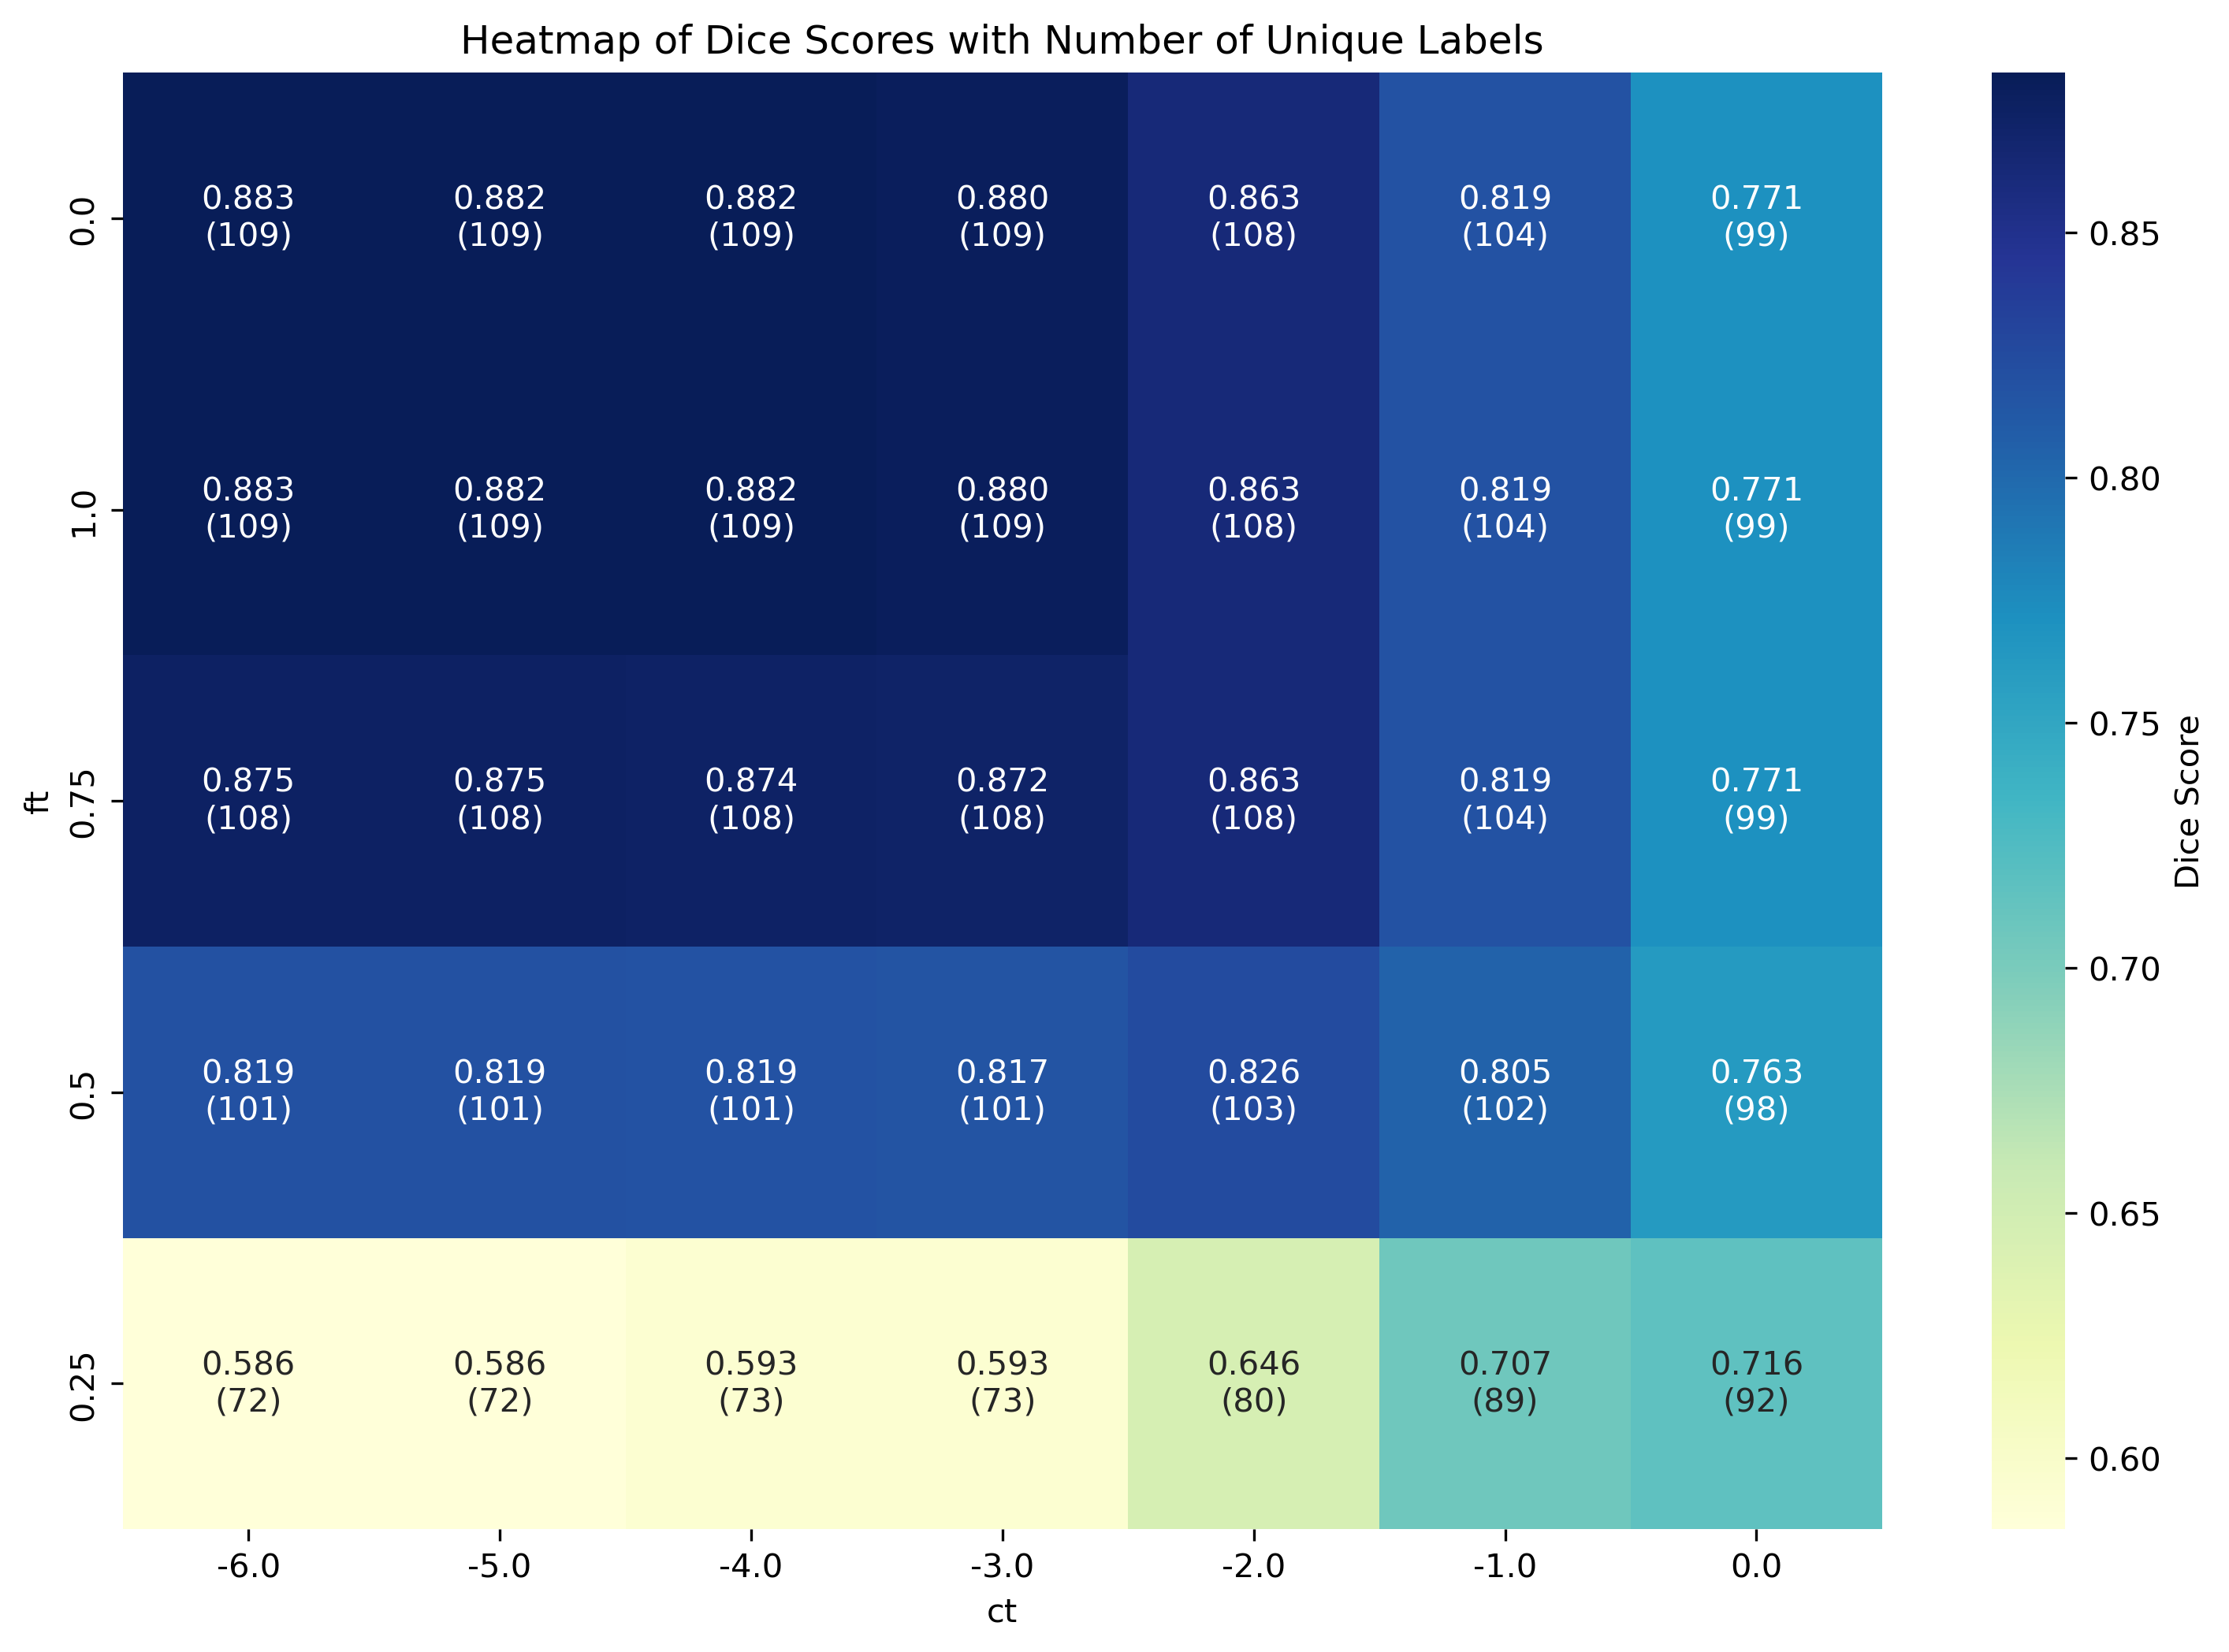 Heatmap of Dice Scores with Number of Unique Labels
0.0
0.883 0.882 0.882 0.880 0.863 0.819 0.771
(109) (109) (109) (109) (108) (104) (99)
1.0
0.883 0.882 0.882 0.880 0.863 0.819 0.771
(109) (109) (109) (109) (108) (104) (99)
ft
0.75
0.875 0.875 0.874 0.872 0.863 0.819 0.771
(108) (108) (108) (108) (108) (104) (99)
0.5
0.819 0.819 0.819 0.817 0.826 0.805 0.763
(101) (101) (101) (101) (103) (102) (98)
0.25
0.586 0.586 0.593 0.593 0.646 0.707 0.716
(72) (72) (73) (73) (80) (89) (92)
-6.0 -5.0 -4.0 -3.0 -2.0 -1.0 0.0
ct
0.85
0.80
0.75
0.70
0.65
0.60
Dice Score